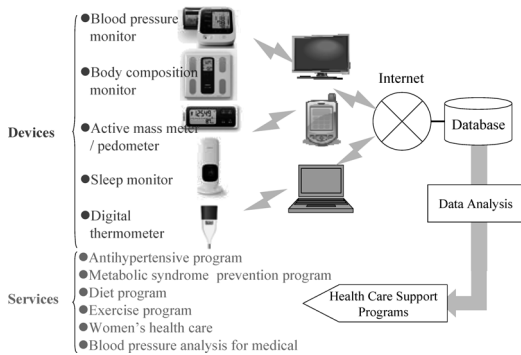 ●Blood pressure
monitor
●Body composition
monitor
Devices
●Active mass meter
/ pedometer
●Sleep monitor
●Digital
thermometer
Internet
Database
Data Analysis
Health Care Support
Programs
Services
●Antihypertensive program
●Metabolic syndrome prevention program
●Diet program
●Exercise program
●Women's health care
●Blood pressure analysis for medical